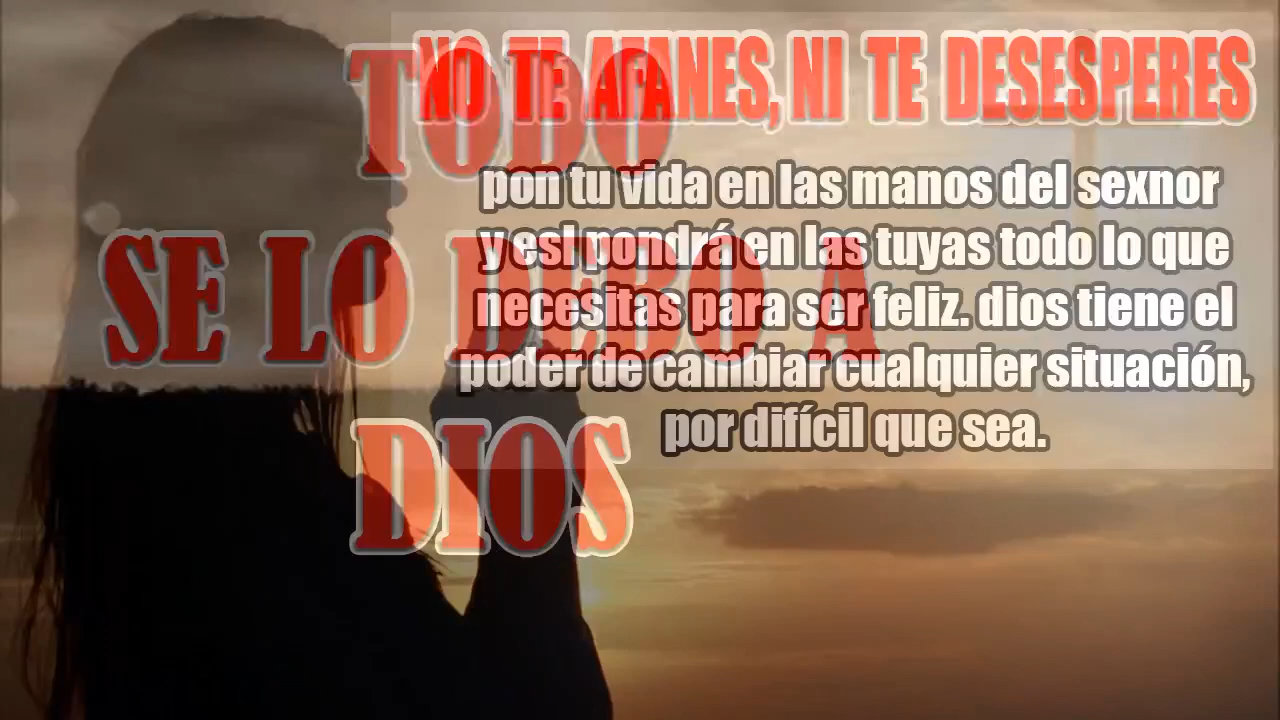 NO TE AFANES, NI TE DESESPERES
pon tu vida en las manos del sexnor
y esl pondrá en las tuyas todo lo que
necesitas para ser feliz. dios tiene el
poder de cambiar cualquier situación,
por difícil que sea.
TODO
SE LO DEBO A
DIOS